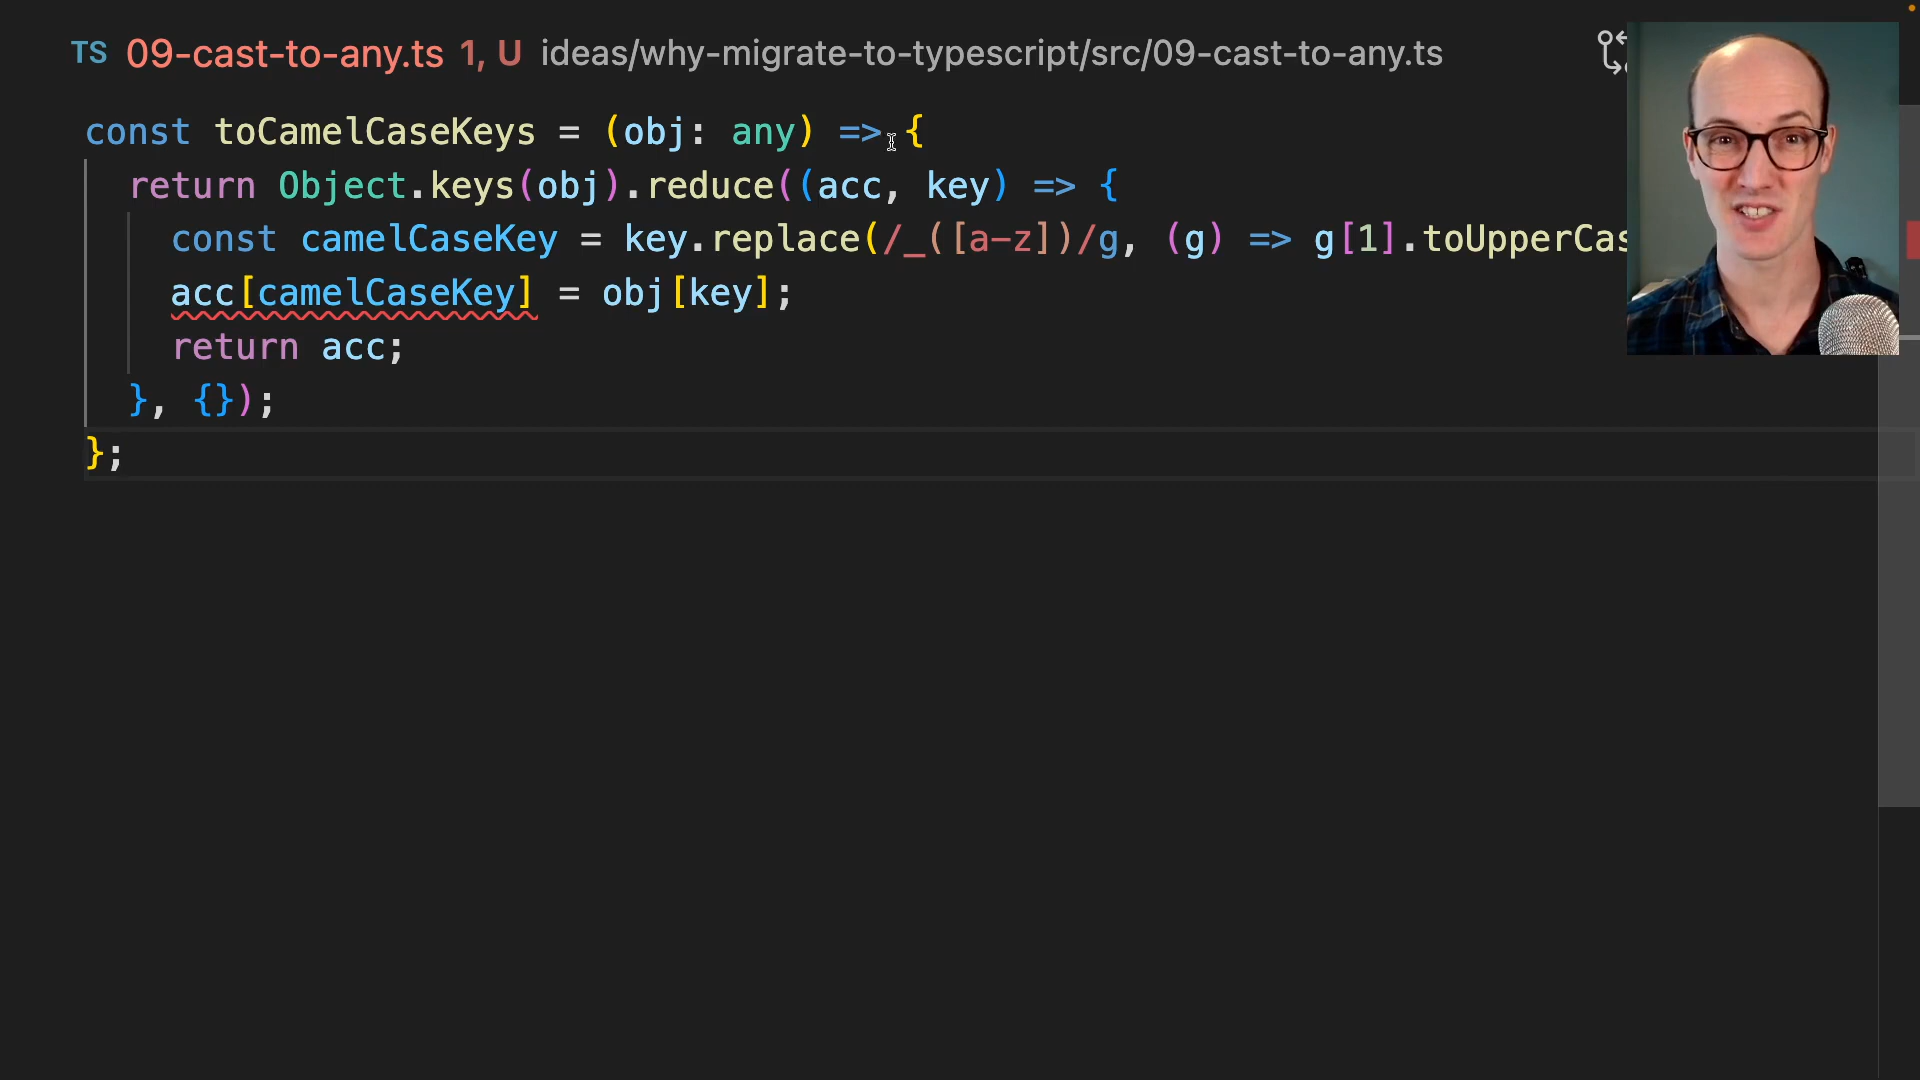 TS 09-cast-to-any.ts 1, U ideas/why-migrate-to-typescript/src/09-cast-to-any.ts
const toCamelCaseKeys = (obj: any) => {
return Object.keys(obj).reduce((acc, key) => {
const camelCaseKey = key.replace(/_([a-z])/g, (g) => g[1].toUpperCas
acc[camelCaseKey] = obj[key];
return acc;
}, {});
};